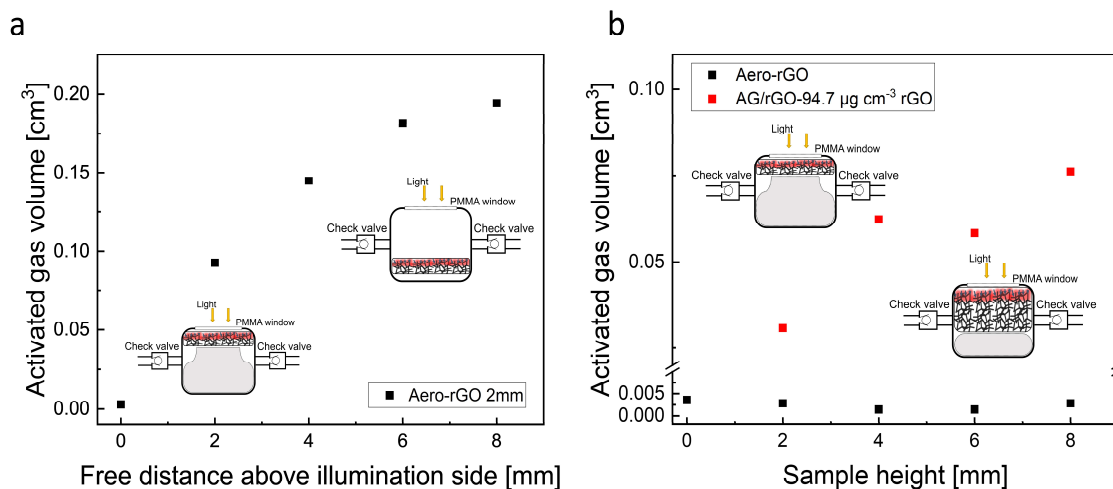 a
Activated gas volume [cm³]
0.20
0.15
0.10
0.05
0.00
Light
PMMA window
Check valve
Check valve
Light
PMMA window
Check valve
Check valve
Aero-rGO 2mm
0
2
4
6
8
Free distance above illumination side [mm]
b
Activated gas volume [cm³]
0.10
0.05
0.005
0.000
Aero-rGO
AG/rGO-94.7 µg cm⁻³ rGO
Light
PMMA window
Check valve
Check valve
Light
PMMA window
Check valve
Check valve
0
2
4
6
8
Sample height [mm]